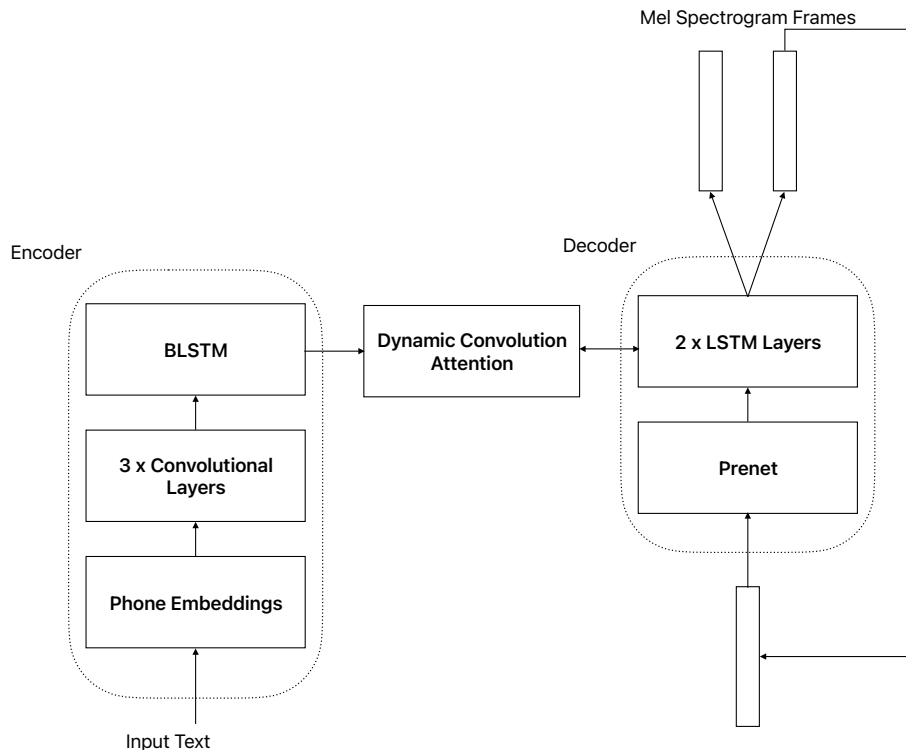 Mel Spectrogram Frames
Encoder
Decoder
BLSTM
Dynamic Convolution
Attention
2 x LSTM Layers
3 x Convolutional
Layers
Prenet
Phone Embeddings
Input Text